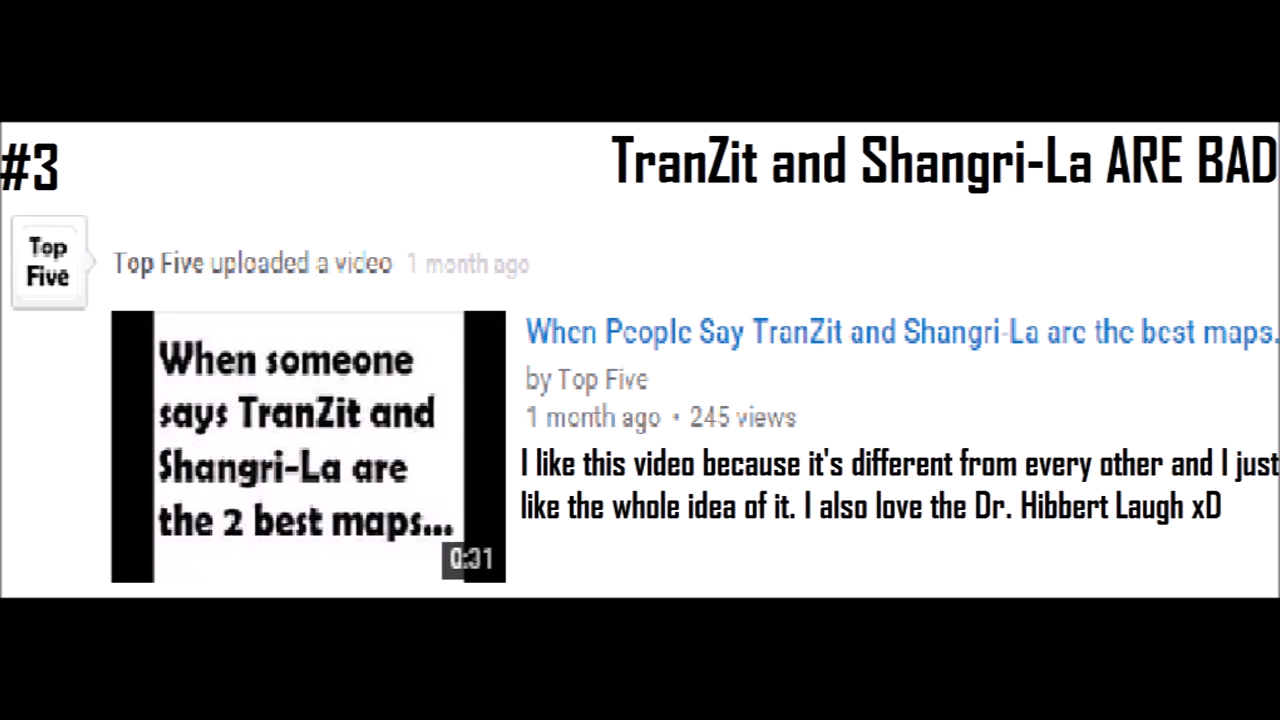 #3
TranZit and Shangri-La ARE BAD
Top
Five
Top Five uploaded a video 1 month ago
When someone
says TranZit and
Shangri-La are
the 2 best maps...
0:31
When People Say TranZit and Shangri-La are the best maps.
by Top Five
1 month ago • 245 views
I like this video because it's different from every other and I just
like the whole idea of it. I also love the Dr. Hibbert Laugh xD